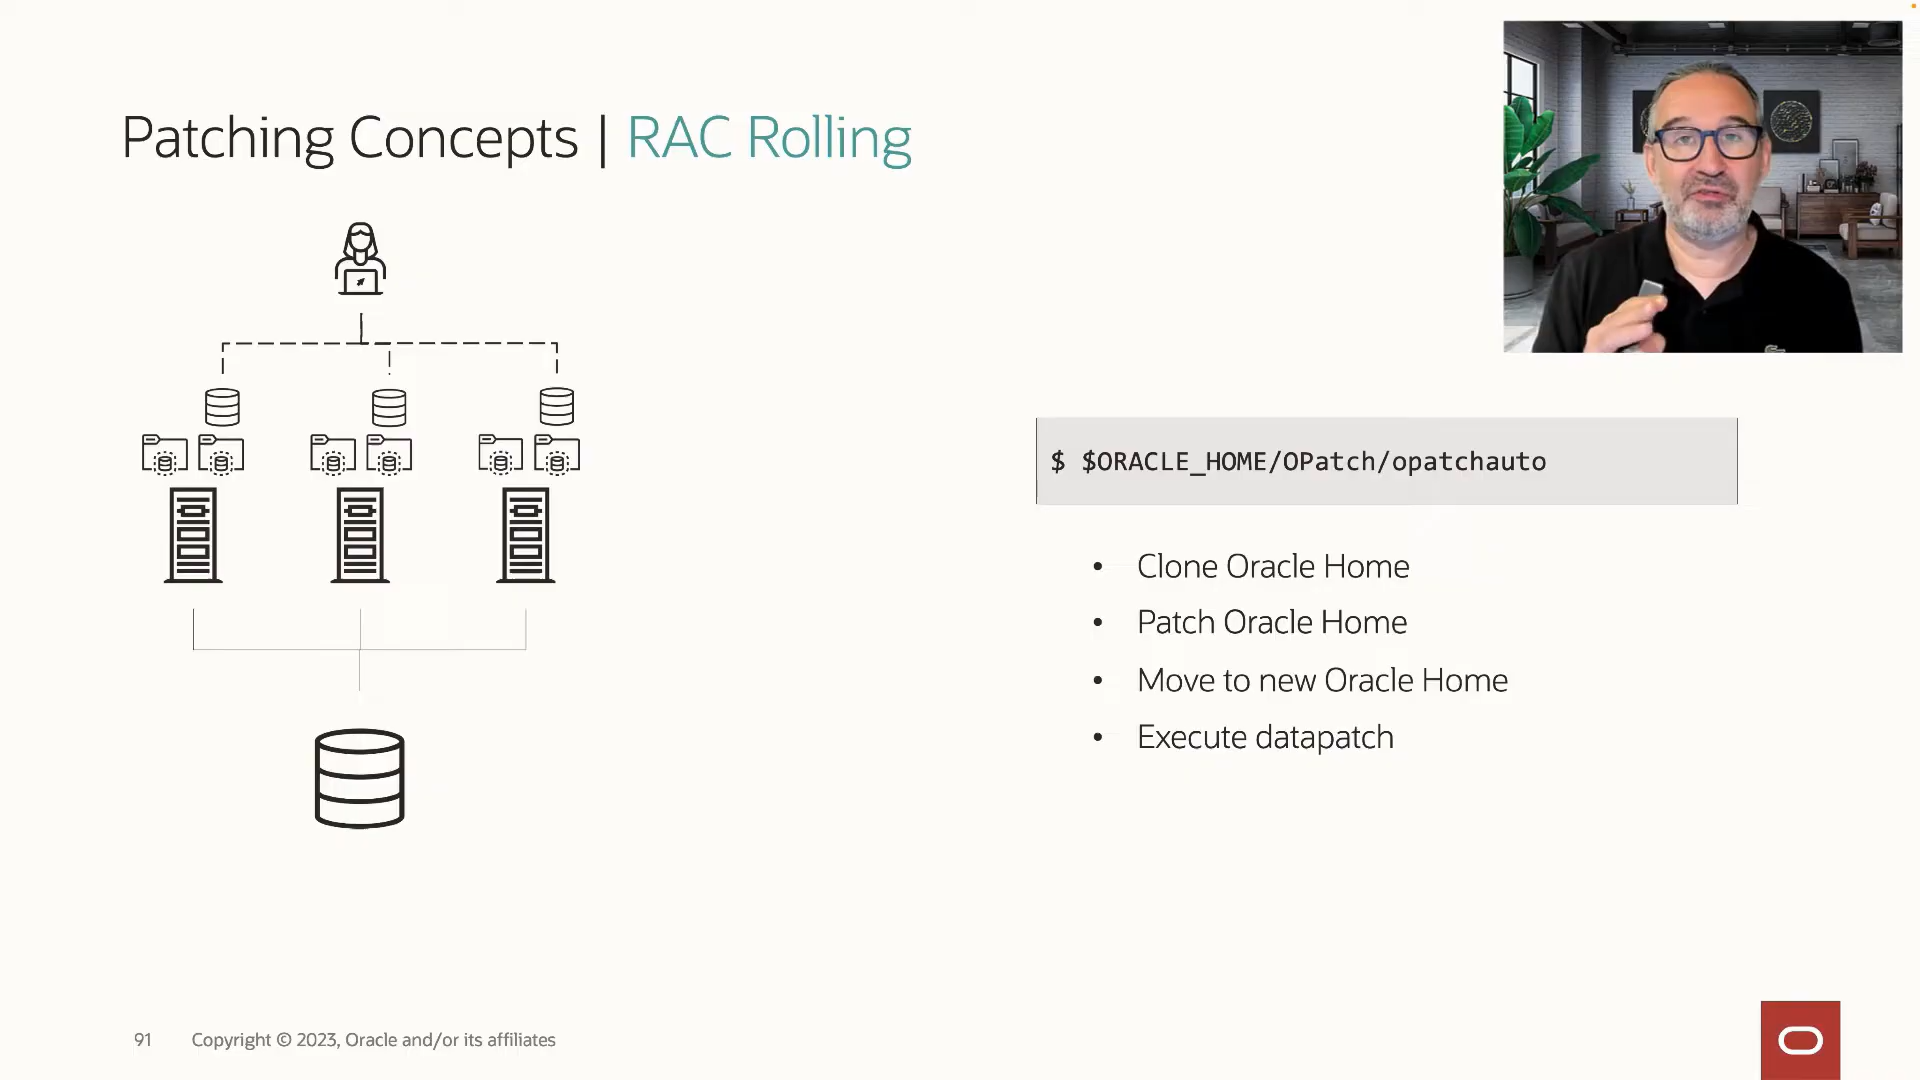 Patching Concepts | RAC Rolling
$ $ORACLE_HOME/OPatch/opatchauto
• Clone Oracle Home
• Patch Oracle Home
• Move to new Oracle Home
• Execute datapatch
91 Copyright © 2023, Oracle and/or its affiliates